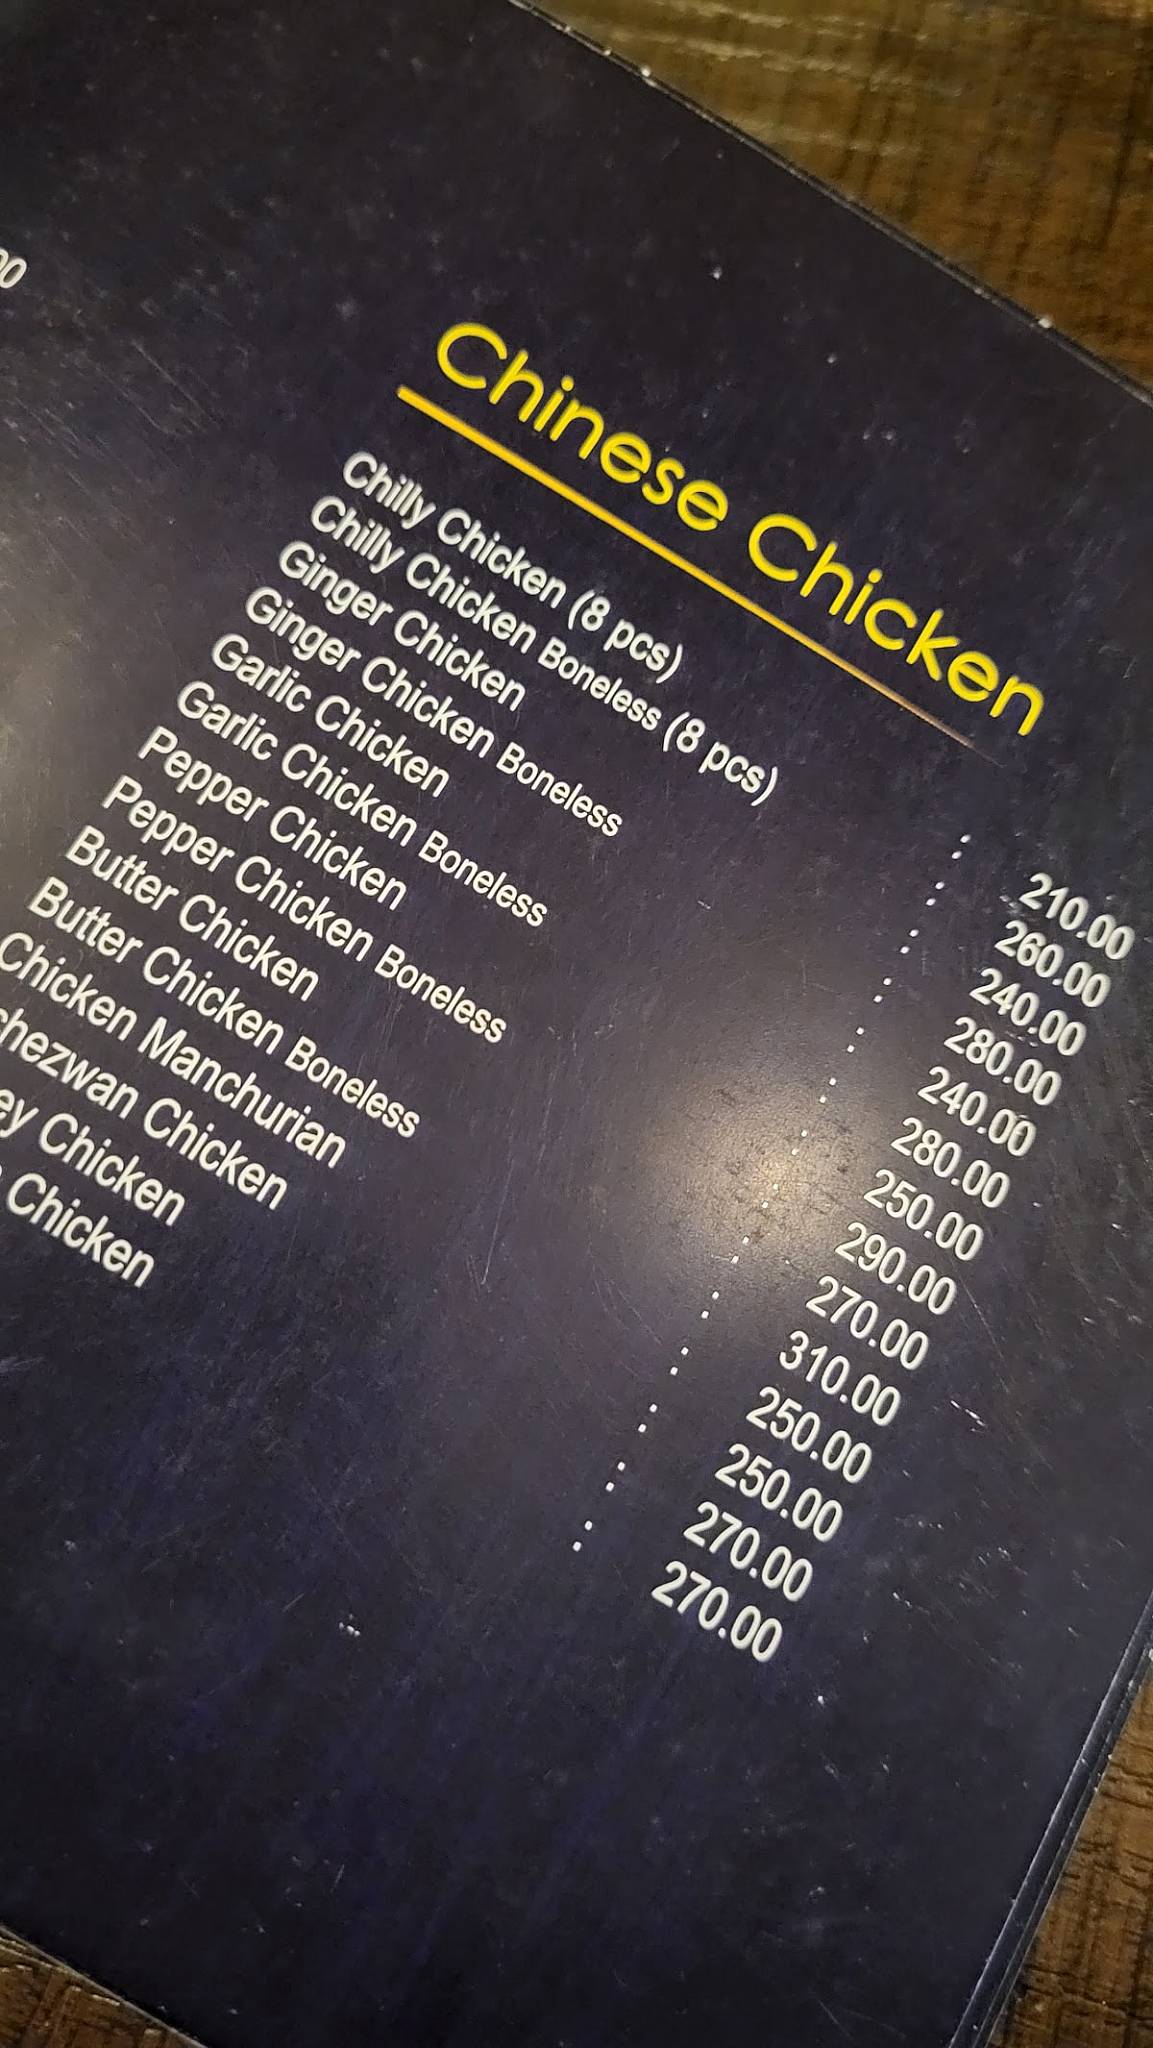 Chinese Chicken
Chilly Chicken (8 pcs) : 210.00
Chilly Chicken Boneless (8 pcs) : 260.00
Ginger Chicken : 240.00
Ginger Chicken Boneless : 280.00
Garlic Chicken : 240.00
Garlic Chicken Boneless : 280.00
Pepper Chicken : 250.00
Pepper Chicken Boneless : 290.00
Butter Chicken : 270.00
Butter Chicken Boneless : 310.00
Chicken Manchurian : 250.00
Chicken : 250.00
Chicken : 270.00
Chicken : 270.00